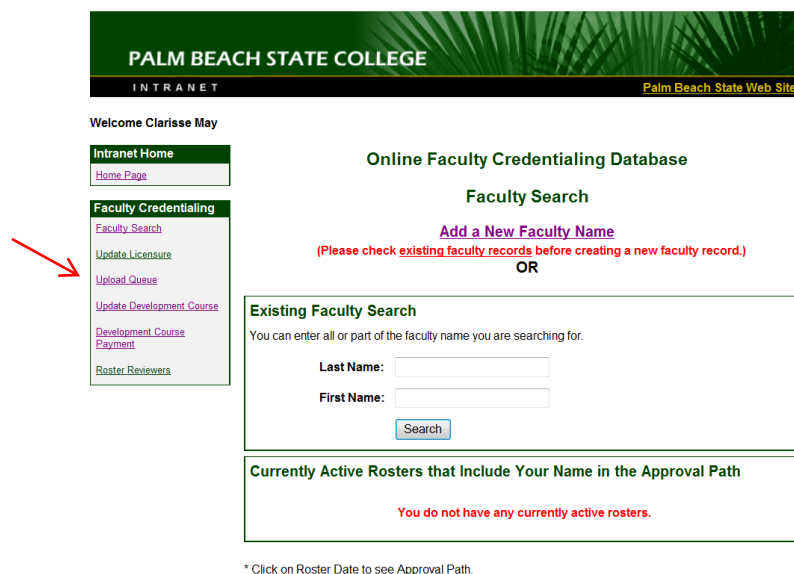 PALM BEACH STATE COLLEGE
INTRANET
Palm Beach State Web Site
Welcome Clarisse May
Intranet Home
Home Page
Faculty Credentialing
Faculty Search
Update Licensure
Upload Queue
Update Development Course
Development Course
Payment
Roster Reviewers
Online Faculty Credentialing Database
Faculty Search
Add a New Faculty Name
(Please check existing faculty records before creating a new faculty record.)
OR
Existing Faculty Search
You can enter all or part of the faculty name you are searching for.
Last Name:
First Name:
Search
Currently Active Rosters that Include Your Name in the Approval Path
You do not have any currently active rosters.
* Click on Roster Date to see Approval Path.